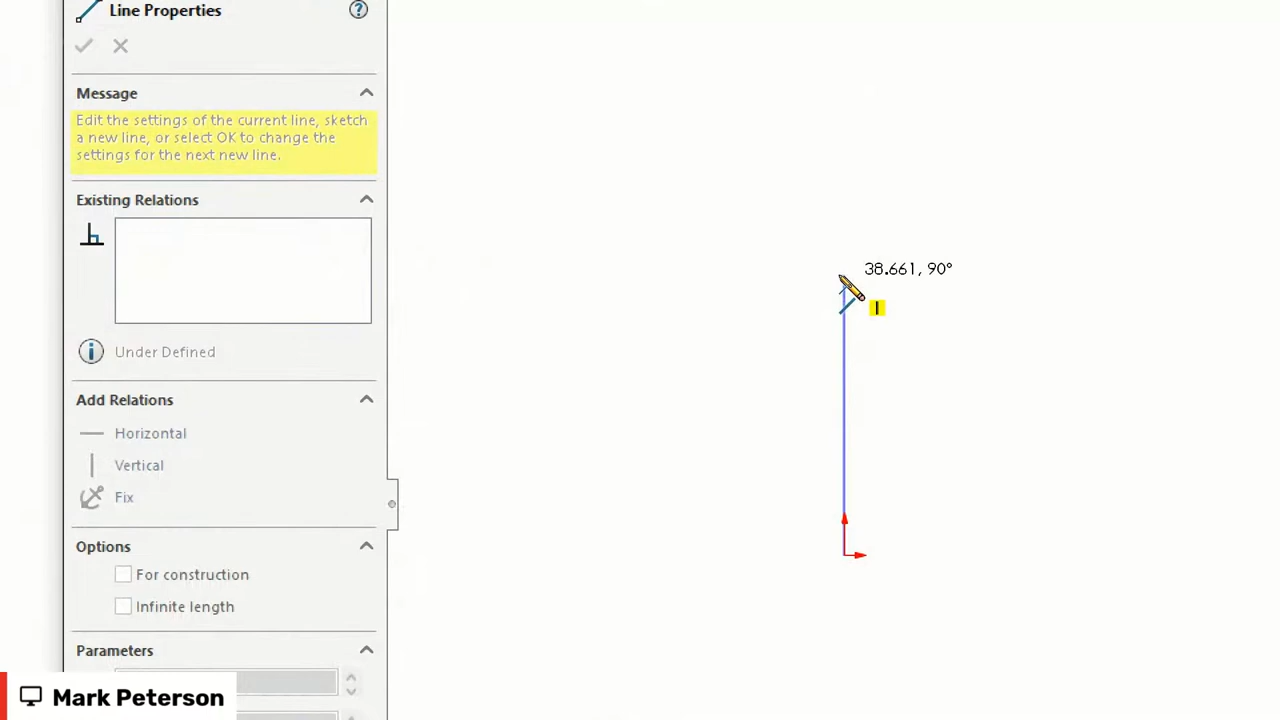 Line Properties
Message
Edit the settings of the current line, sketch
a new line, or select OK to change the
settings for the next new line.
Existing Relations
Under Defined
Add Relations
Horizontal
Vertical
Fix
Options
For construction
Infinite length
Parameters
38.661, 90°
Mark Peterson